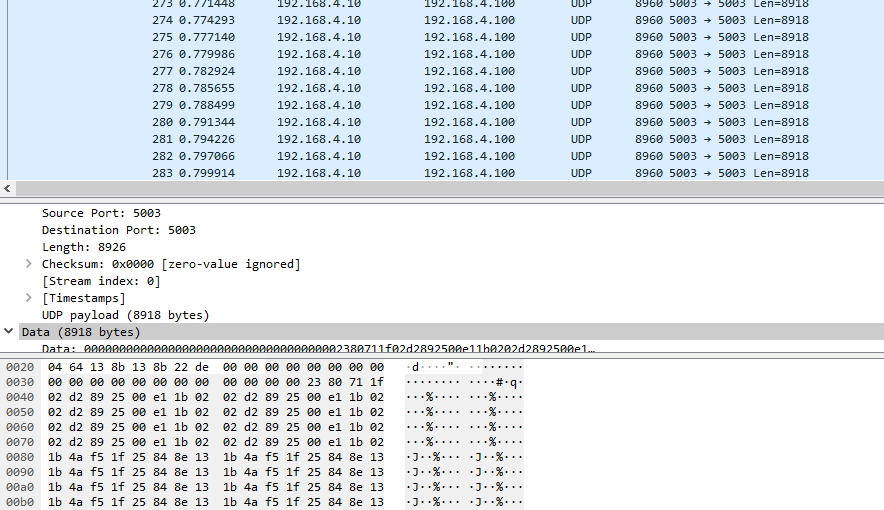 273 0.771448 192.168.4.10 192.168.4.100 UDP 8960 5003 → 5003 Len=8918
274 0.774293 192.168.4.10 192.168.4.100 UDP 8960 5003 → 5003 Len=8918
275 0.777140 192.168.4.10 192.168.4.100 UDP 8960 5003 → 5003 Len=8918
276 0.779986 192.168.4.10 192.168.4.100 UDP 8960 5003 → 5003 Len=8918
277 0.782924 192.168.4.10 192.168.4.100 UDP 8960 5003 → 5003 Len=8918
278 0.785655 192.168.4.10 192.168.4.100 UDP 8960 5003 → 5003 Len=8918
279 0.788499 192.168.4.10 192.168.4.100 UDP 8960 5003 → 5003 Len=8918
280 0.791344 192.168.4.10 192.168.4.100 UDP 8960 5003 → 5003 Len=8918
281 0.794226 192.168.4.10 192.168.4.100 UDP 8960 5003 → 5003 Len=8918
282 0.797066 192.168.4.10 192.168.4.100 UDP 8960 5003 → 5003 Len=8918
283 0.799914 192.168.4.10 192.168.4.100 UDP 8960 5003 → 5003 Len=8918
Source Port: 5003
Destination Port: 5003
Length: 8926
Checksum: 0x0000 [zero-value ignored]
[Stream index: 0]
[Timestamps]
UDP payload (8918 bytes)
Data (8918 bytes)
Data: 000000000000000000000000000000000000002380711f02d2892500e11b0202d2892500e1…
0020 04 64 13 8b 13 8b 22 de 00 00 00 00 00 00 00 00 ·d····"· ········
0030 00 00 00 00 00 00 00 00 00 00 00 00 23 80 71 1f ········ ····#·q·
0040 02 d2 89 25 00 e1 1b 02 02 d2 89 25 00 e1 1b 02 ···%···· ···%····
0050 02 d2 89 25 00 e1 1b 02 02 d2 89 25 00 e1 1b 02 ···%···· ···%····
0060 02 d2 89 25 00 e1 1b 02 02 d2 89 25 00 e1 1b 02 ···%···· ···%····
0070 02 d2 89 25 00 e1 1b 02 02 d2 89 25 00 e1 1b 02 ···%···· ···%····
0080 1b 4a f5 1f 25 84 8e 13 1b 4a f5 1f 25 84 8e 13 ·J··%··· ·J··%···
0090 1b 4a f5 1f 25 84 8e 13 1b 4a f5 1f 25 84 8e 13 ·J··%··· ·J··%···
00a0 1b 4a f5 1f 25 84 8e 13 1b 4a f5 1f 25 84 8e 13 ·J··%··· ·J··%···
00b0 1b 4a f5 1f 25 84 8e 13 1b 4a f5 1f 25 84 8e 13 ·J··%··· ·J··%···